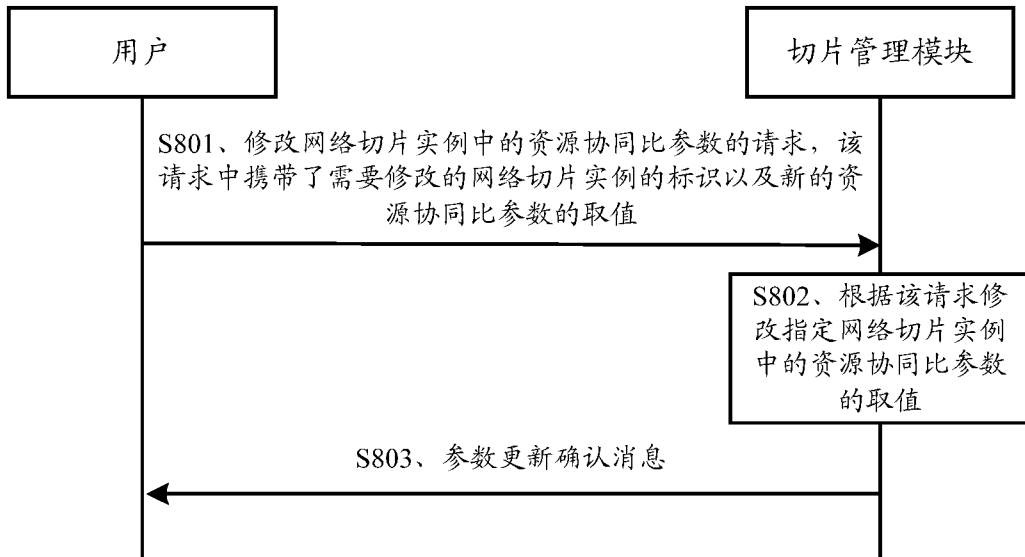 用户
切片管理模块
S801、修改网络切片实例中的资源协同比参数的请求，该
请求中携带了需要修改的网络切片实例的标识以及新的资
源协同比参数的取值
S802、根据该请求修
改指定网络切片实例
中的资源协同比参数
的取值
S803、参数更新确认消息